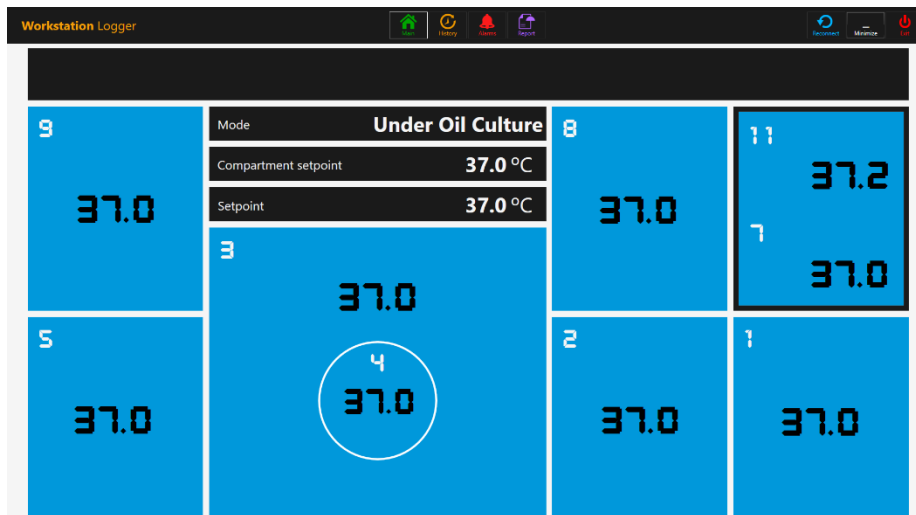 Workstation Logger
Main
History
Alarms
Report
Reconnect
Minimize
Exit
9
37.0
Mode Under Oil Culture
Compartment setpoint 37.0 °C
Setpoint 37.0 °C
8
37.0
11
37.2
7
37.0
3
37.0
4
37.0
5
37.0
2
37.0
1
37.0